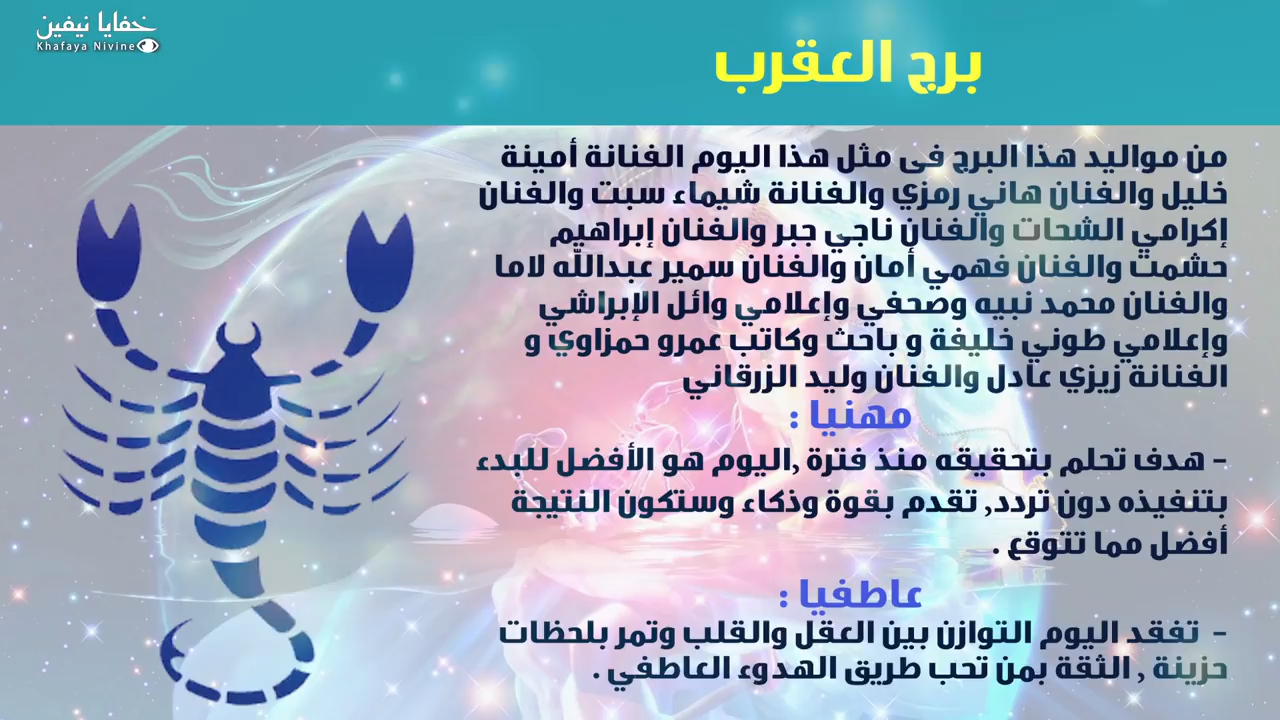 خفايا نيفين
Khafaya Nivine
برج العقرب
من مواليد هذا البرج فى مثل هذا اليوم الفنانة أمينة
خليل والفنان هاني رمزي والفنانة شيماء سبت والفنان
إكرامي الشحات والفنان ناجي جبر والفنان إبراهيم
حشمت والفنان فهمي أمان والفنان سمير عبدالله لاما
والفنان محمد نبيه وصحفي وإعلامي وائل الإبراشي
وإعلامي طوني خليفة و باحث وكاتب عمرو حمزاوي و
الفنانة زيزي عادل والفنان وليد الزرقاني
مهنيا :
- هدف تحلم بتحقيقه منذ فترة ,اليوم هو الأفضل للبدء
بتنفيذه دون تردد, تقدم بقوة وذكاء وستكون النتيجة
أفضل مما تتوقع .
عاطفيا :
- تفقد اليوم التوازن بين العقل والقلب وتمر بلحظات
حزينة , الثقة بمن تحب طريق الهدوء العاطفي .